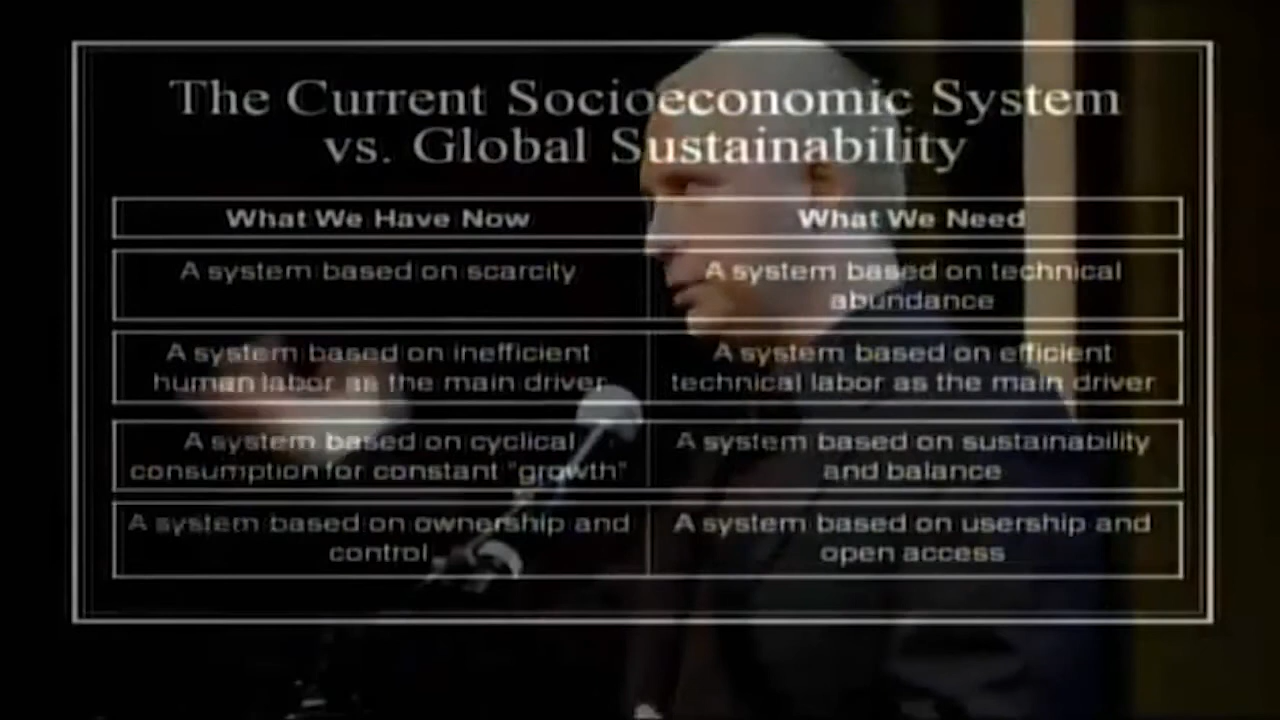 The Current Socioeconomic System
vs. Global Sustainability
What We Have Now
What We Need
A system based on scarcity
A system based on technical
abundance
A system based on inefficient
human labor as the main driver
A system based on efficient
technical labor as the main driver
A system based on cyclical
consumption for constant "growth"
A system based on sustainability
and balance
A system based on ownership and
control
A system based on usership and
open access